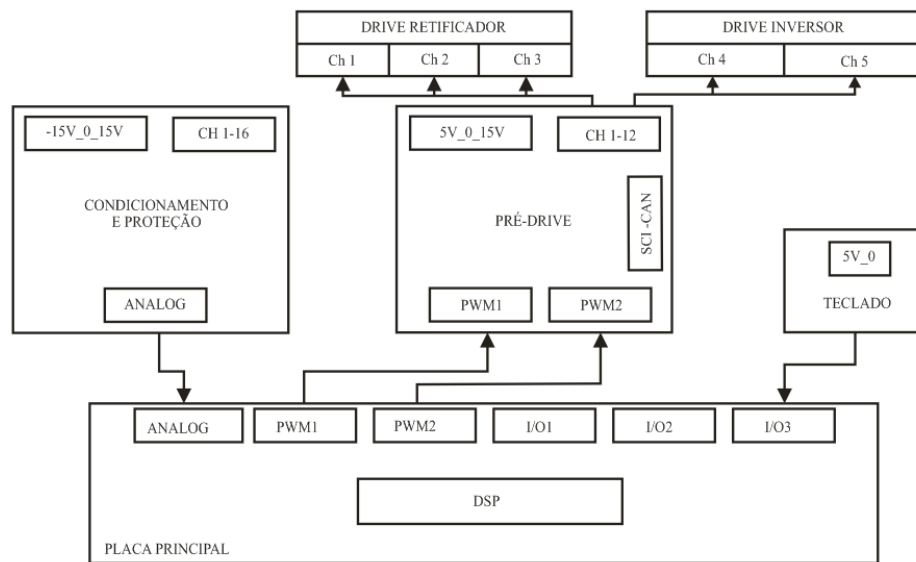 DRIVE RETIFICADOR
Ch 1
Ch 2
Ch 3
DRIVE INVERSOR
Ch 4
Ch 5
-15V_0_15V
CH 1-16
CONDICIONAMENTO
E PROTEÇÃO
ANALOG
5V_0_15V
CH 1-12
PRÉ-DRIVE
SCI -CAN
PWM1
PWM2
5V_0
TECLADO
ANALOG
PWM1
PWM2
I/O1
I/O2
I/O3
DSP
PLACA PRINCIPAL